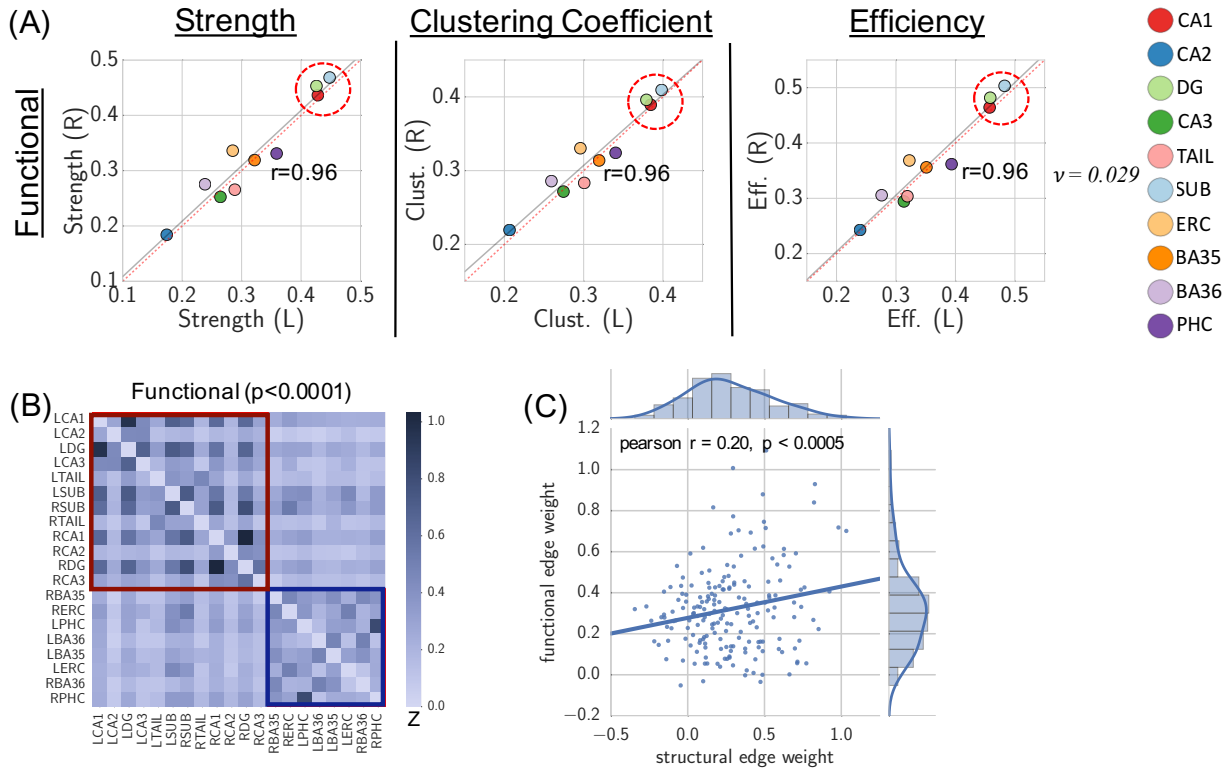 (A)
Strength
Clustering Coefficient
Efficiency
Functional
Strength (R)
0.5
0.4
0.3
0.2
0.1
r=0.96
0.1 0.2 0.3 0.4 0.5
Strength (L)
Clust. (R)
0.4
0.3
0.2
r=0.96
0.2 0.3 0.4
Clust. (L)
Eff. (R)
0.5
0.4
0.3
0.2
r=0.96
0.2 0.3 0.4 0.5
Eff. (L)
ν = 0.029
CA1
CA2
DG
CA3
TAIL
SUB
ERC
BA35
BA36
PHC
(B)
Functional (p<0.0001)
LCA1
LCA2
LDG
LCA3
LTAIL
LSUB
RSUB
RTAIL
RCA1
RCA2
RDG
RCA3
RBA35
RERC
LPHC
LBA36
LBA35
LERC
RBA36
RPHC
LCA1 LCA2 LDG LCA3 LTAIL LSUB RSUB RTAIL RCA1 RCA2 RDG RCA3 RBA35 RERC LPHC LBA36 LBA35 LERC RBA36 RPHC
1.0
0.8
0.6
0.4
0.2
0.0
Z
(C)
pearson r = 0.20, p < 0.0005
functional edge weight
1.2
1.0
0.8
0.6
0.4
0.2
0.0
−0.2
−0.5 0.0 0.5 1.0
structural edge weight